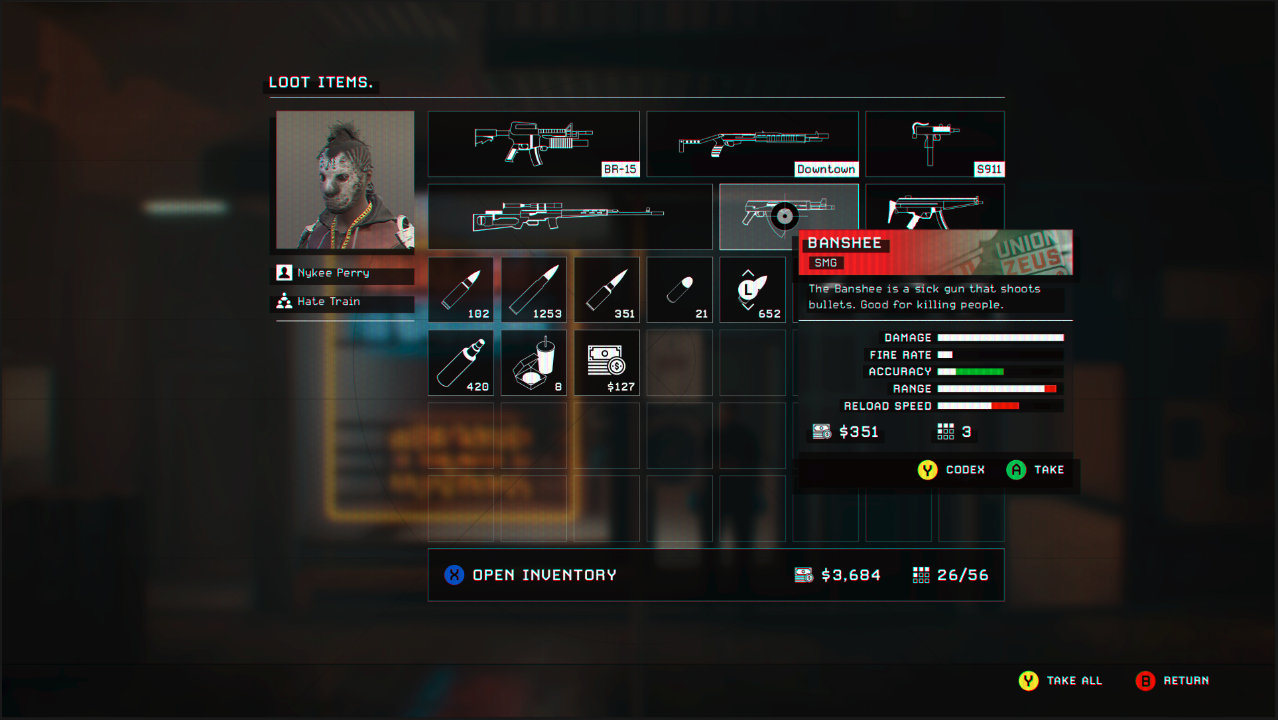 LOOT ITEMS.
BR-15
Downtown
S911
BANSHEE
UNION
ZEUS
SMG
The Banshee is a sick gun that shoots
bullets. Good for killing people.
Nykee Perry
Hate Train
102
1253
351
21
L
652
420
8
$127
DAMAGE
FIRE RATE
ACCURACY
RANGE
RELOAD SPEED
$351
3
Y CODEX
A TAKE
X OPEN INVENTORY
$3,684
26/56
Y TAKE ALL
B RETURN